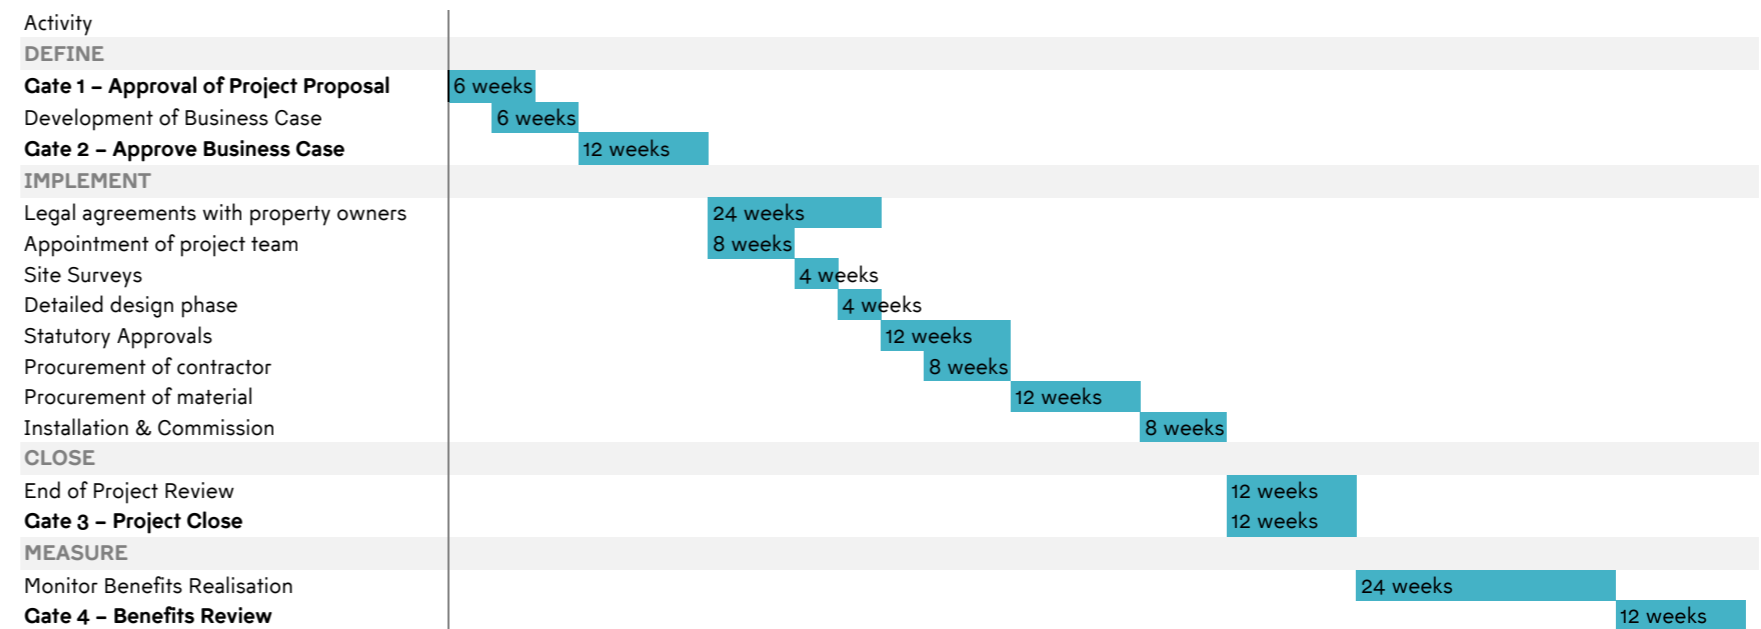 Activity
DEFINE
Gate 1 – Approval of Project Proposal 6 weeks
Development of Business Case 6 weeks
Gate 2 – Approve Business Case 12 weeks
IMPLEMENT
Legal agreements with property owners 24 weeks
Appointment of project team 8 weeks
Site Surveys 4 weeks
Detailed design phase 4 weeks
Statutory Approvals 12 weeks
Procurement of contractor 8 weeks
Procurement of material 12 weeks
Installation & Commission 8 weeks
CLOSE
End of Project Review 12 weeks
Gate 3 – Project Close 12 weeks
MEASURE
Monitor Benefits Realisation 24 weeks
Gate 4 – Benefits Review 12 weeks